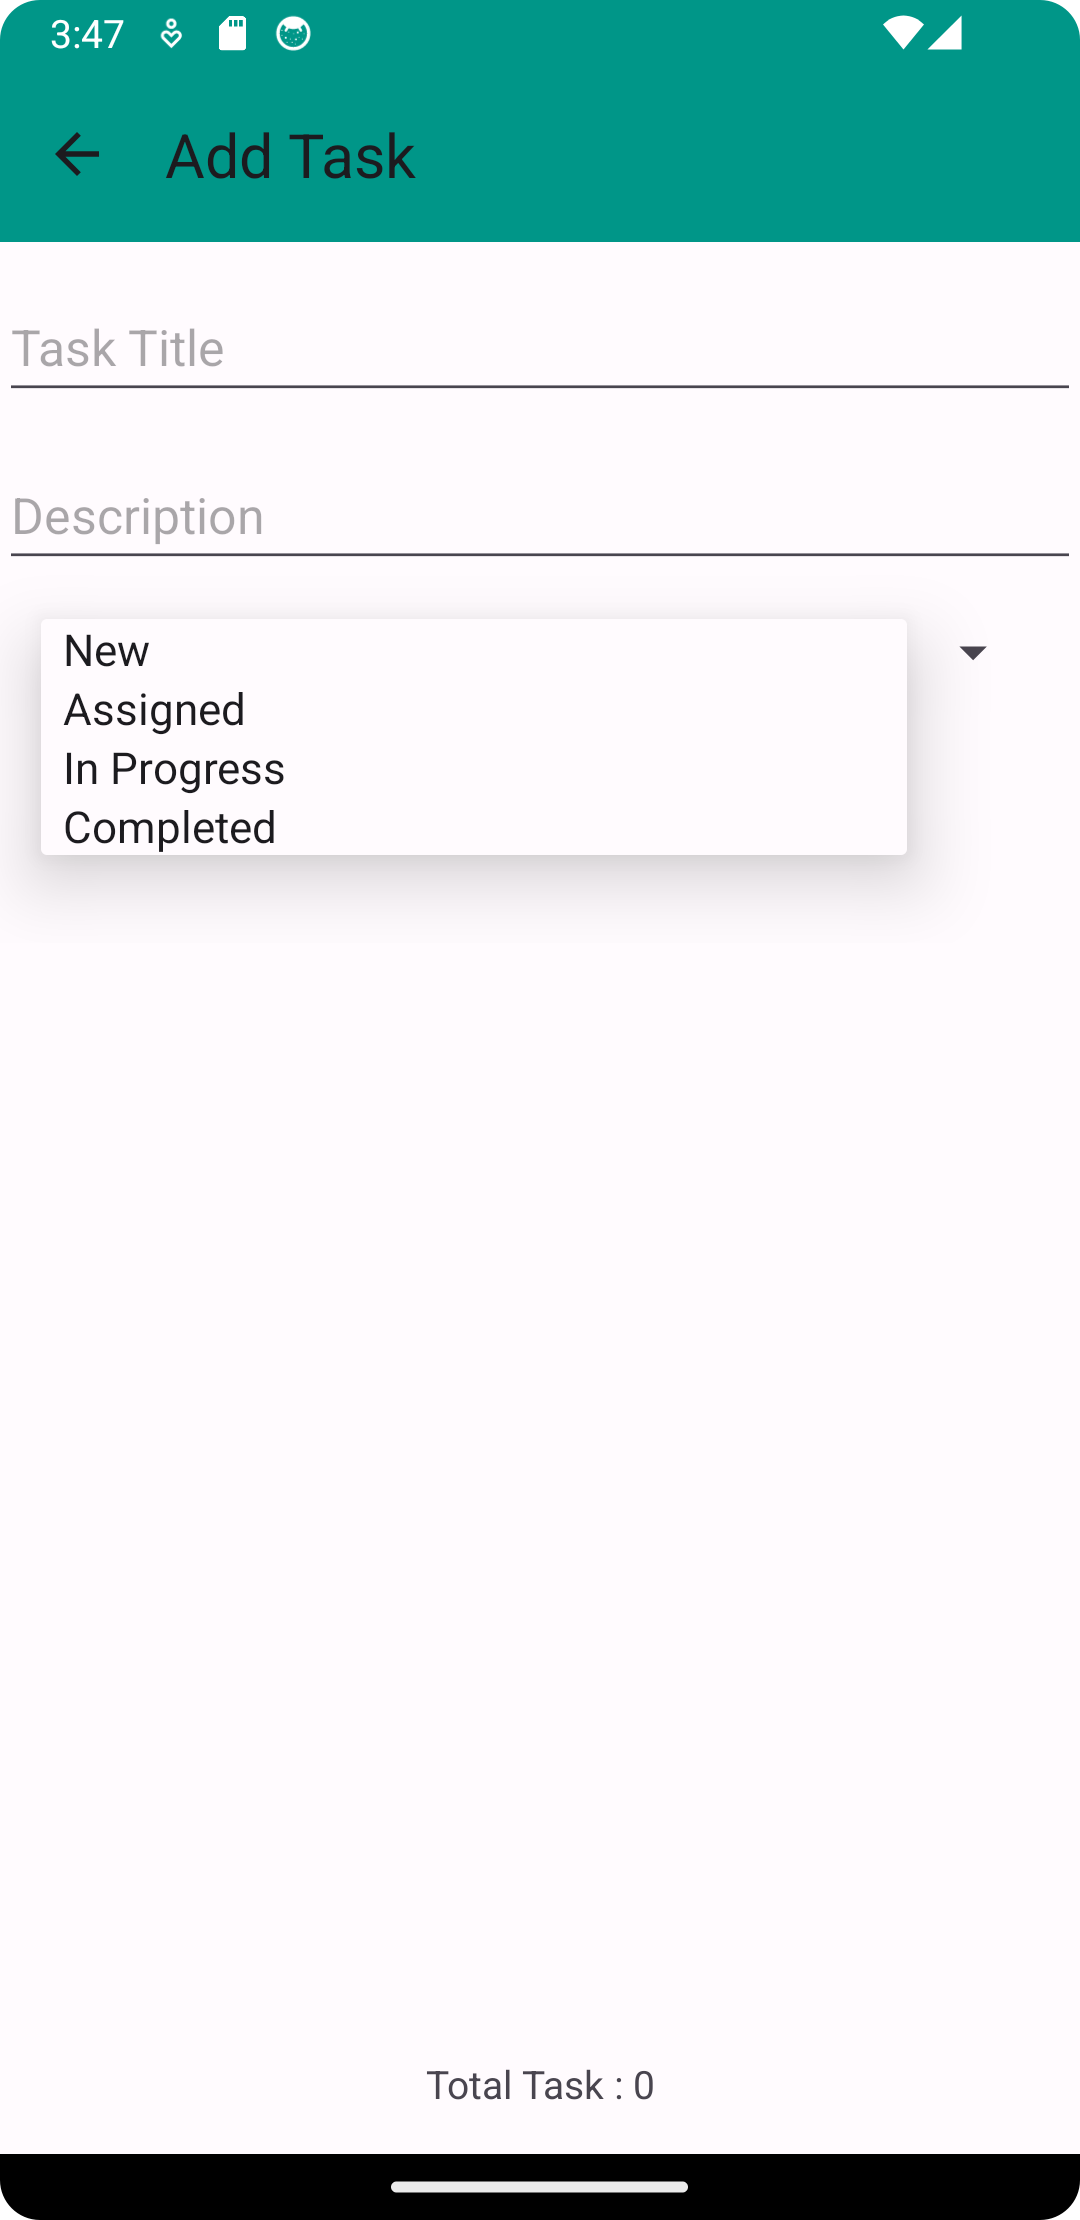 3:47
Add Task
Task Title
Description
New
Assigned
In Progress
Completed
Total Task : 0